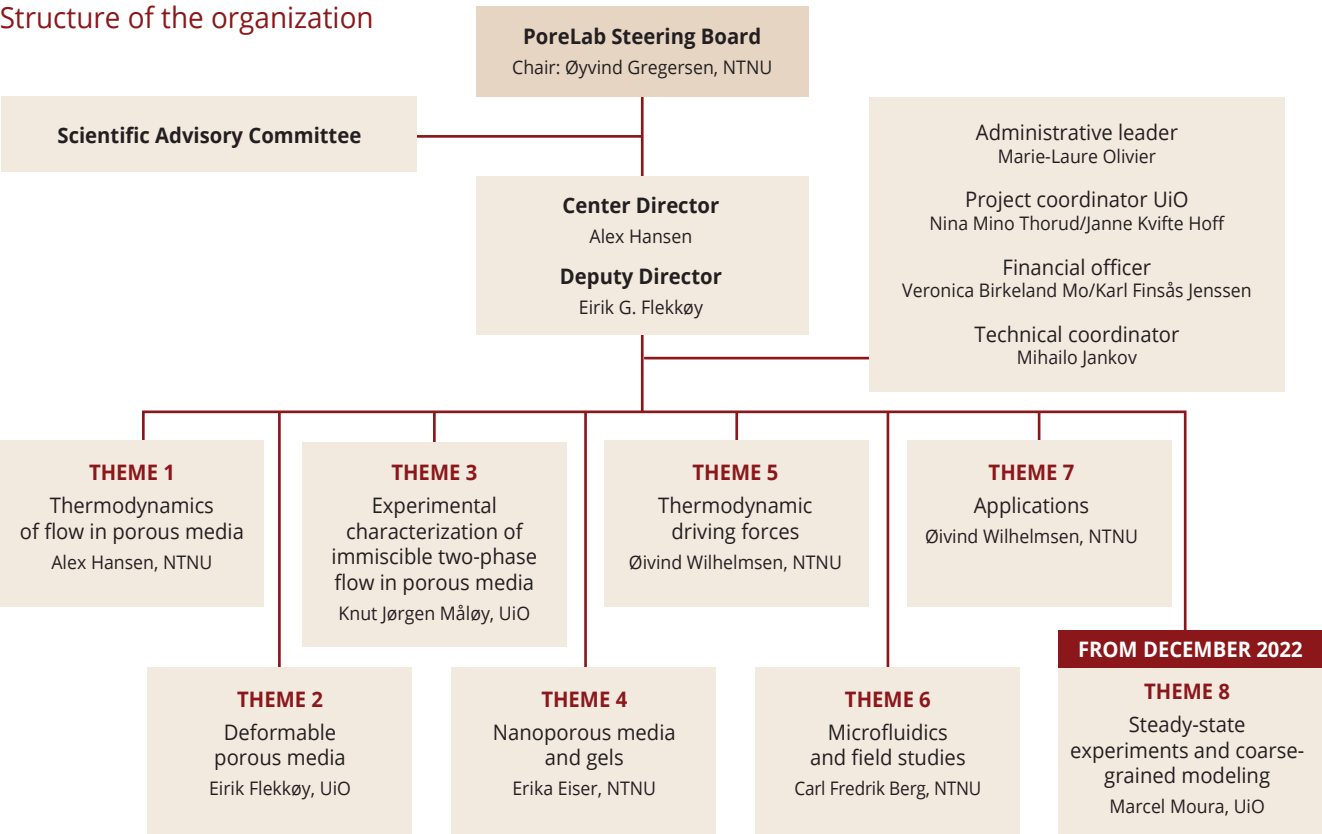 Structure of the organization
PoreLab Steering Board
Chair: Øyvind Gregersen, NTNU
Scientific Advisory Committee
Center Director
Alex Hansen
Deputy Director
Eirik G. Flekkøy
Administrative leader
Marie-Laure Olivier
Project coordinator UiO
Nina Mino Thorud/Janne Kvifte Hoff
Financial officer
Veronica Birkeland Mo/Karl Finsås Jenssen
Technical coordinator
Mihailo Jankov
THEME 1
Thermodynamics
of flow in porous media
Alex Hansen, NTNU
THEME 3
Experimental
characterization of
immiscible two-phase
flow in porous media
Knut Jørgen Måløy, UiO
THEME 5
Thermodynamic
driving forces
Øivind Wilhelmsen, NTNU
THEME 7
Applications
Øivind Wilhelmsen, NTNU
THEME 2
Deformable
porous media
Eirik Flekkøy, UiO
THEME 4
Nanoporous media
and gels
Erika Eiser, NTNU
THEME 6
Microfluidics
and field studies
Carl Fredrik Berg, NTNU
FROM DECEMBER 2022
THEME 8
Steady-state
experiments and coarse-
grained modeling
Marcel Moura, UiO